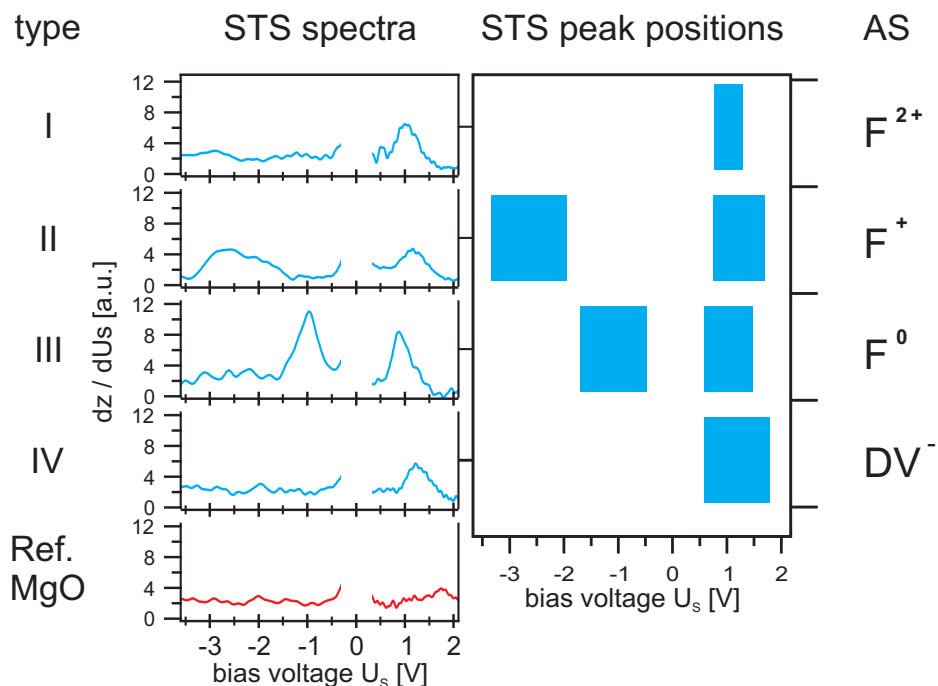 type STS spectra STS peak positions AS
I
12
8
4
0
F 2+
II
12
8
4
0
F +
III
12
8
4
0
F 0
IV
12
8
4
0
DV -
Ref.
MgO
12
8
4
0
dz / dUs [a.u.]
-3 -2 -1 0 1 2
bias voltage Us [V]
-3 -2 -1 0 1 2
bias voltage Us [V]